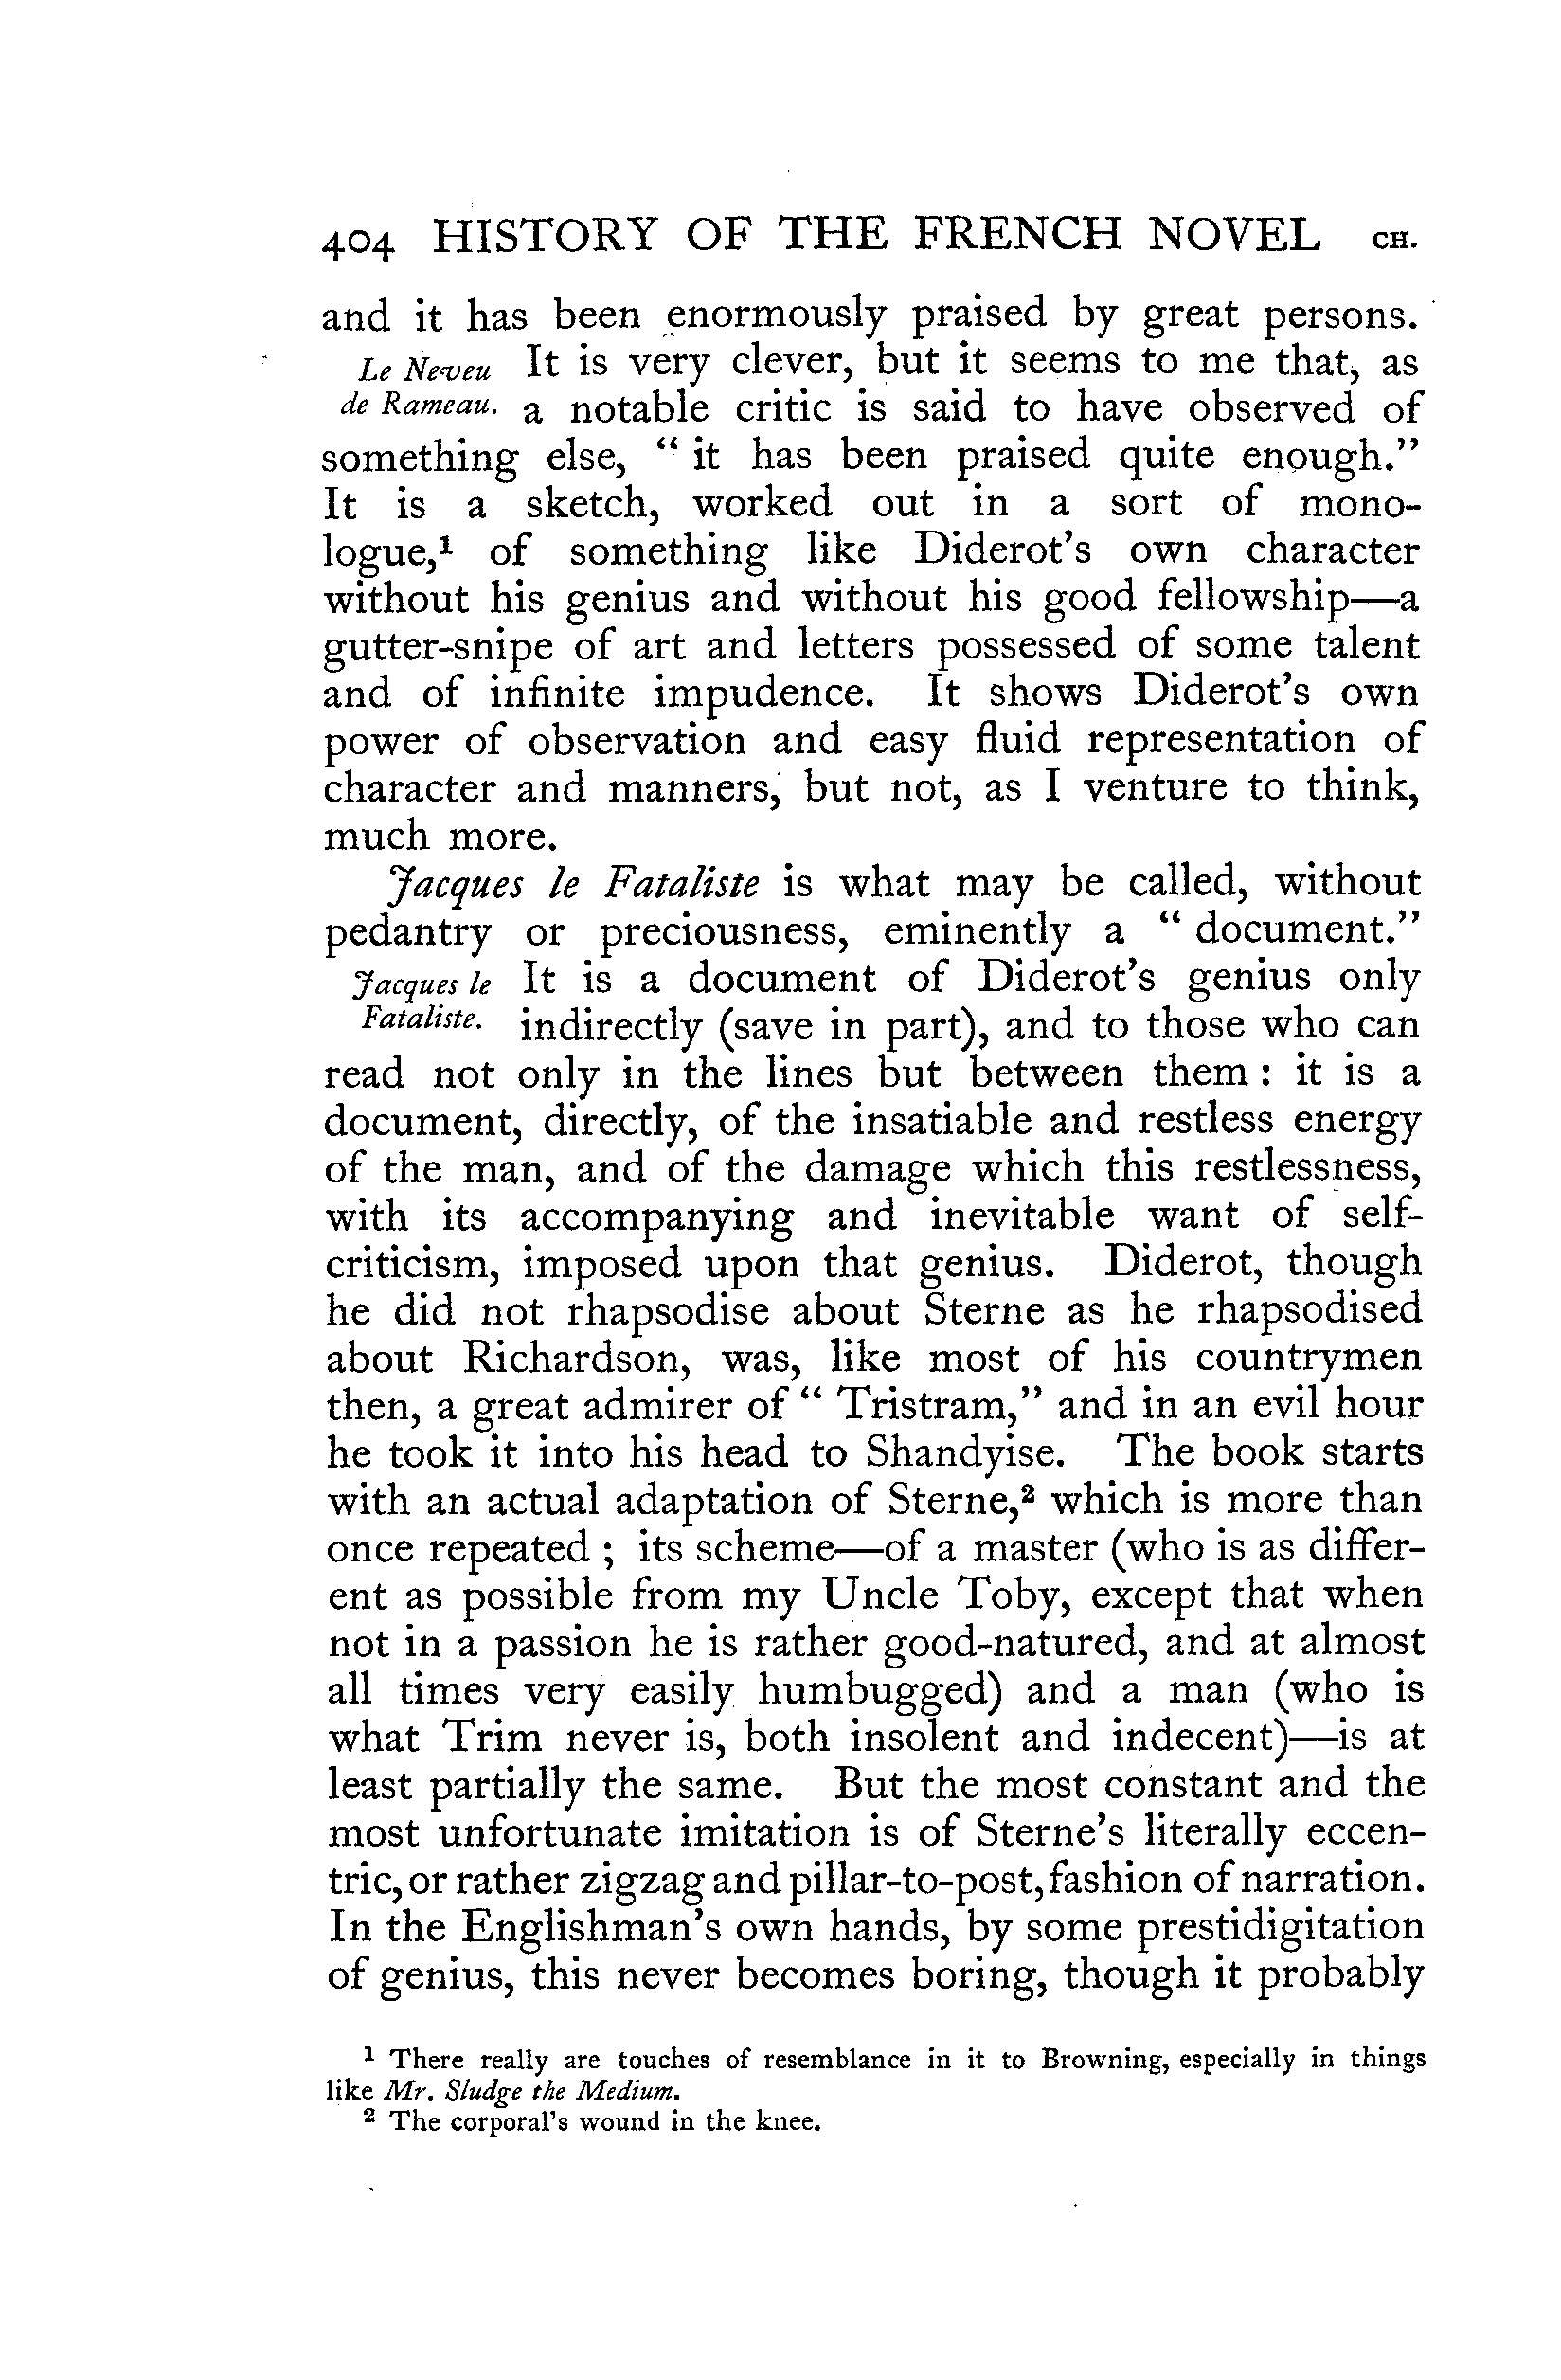 404 HISTORY OF THE FRENCH NOVEL CH.
and it has been enormously praised by great persons.
Le Neveu It is very clever, but it seems to me that, as
de Rameau. a notable critic is said to have observed of
something else, “ it has been praised quite enough.”
It is a sketch, worked out in a sort of mono-
logue,¹ of something like Diderot’s own character
without his genius and without his good fellowship—a
gutter-snipe of art and letters possessed of some talent
and of infinite impudence. It shows Diderot’s own
power of observation and easy fluid representation of
character and manners, but not, as I venture to think,
much more.
Jacques le Fataliste is what may be called, without
pedantry or preciousness, eminently a “ document.”
Jacques le It is a document of Diderot’s genius only
Fataliste. indirectly (save in part), and to those who can
read not only in the lines but between them : it is a
document, directly, of the insatiable and restless energy
of the man, and of the damage which this restlessness,
with its accompanying and inevitable want of self-
criticism, imposed upon that genius. Diderot, though
he did not rhapsodise about Sterne as he rhapsodised
about Richardson, was, like most of his countrymen
then, a great admirer of “ Tristram,” and in an evil hour
he took it into his head to Shandyise. The book starts
with an actual adaptation of Sterne,² which is more than
once repeated ; its scheme—of a master (who is as differ-
ent as possible from my Uncle Toby, except that when
not in a passion he is rather good-natured, and at almost
all times very easily humbugged) and a man (who is
what Trim never is, both insolent and indecent)—is at
least partially the same. But the most constant and the
most unfortunate imitation is of Sterne’s literally eccen-
tric, or rather zigzag and pillar-to-post, fashion of narration.
In the Englishman’s own hands, by some prestidigitation
of genius, this never becomes boring, though it probably
¹ There really are touches of resemblance in it to Browning, especially in things
like Mr. Sludge the Medium.
² The corporal’s wound in the knee.